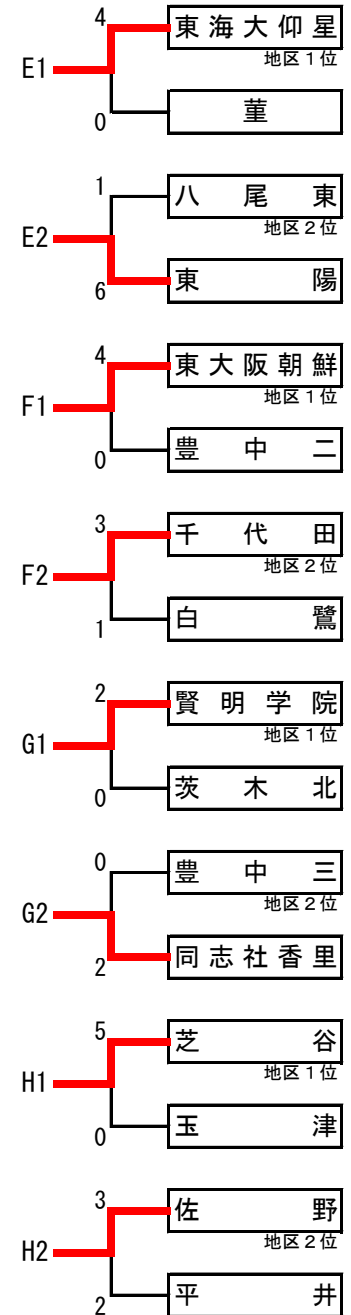 4
東海大仰星
地区1位
E1
0
菫
1
八尾東
地区2位
E2
6
東陽
4
東大阪朝鮮
地区1位
F1
0
豊中二
3
千代田
地区2位
F2
1
白鷺
2
賢明学院
地区1位
G1
0
茨木北
0
豊中三
地区2位
G2
2
同志社香里
5
芝谷
地区1位
H1
0
玉津
3
佐野
地区2位
H2
2
平井